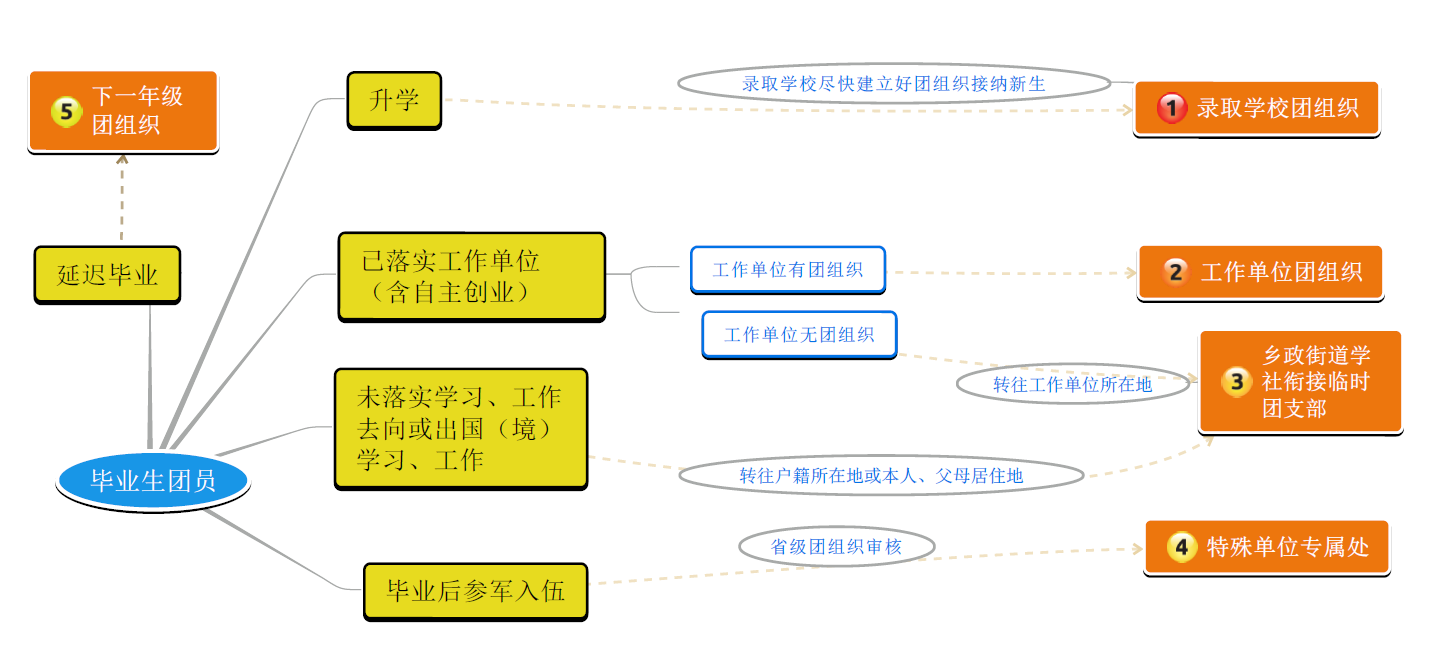 5
下一年级
团组织
升学
录取学校尽快建立好团组织接纳新生
1
录取学校团组织
延迟毕业
已落实工作单位
（含自主创业）
工作单位有团组织
2
工作单位团组织
工作单位无团组织
转往工作单位所在地
3
乡政街道学
社衔接临时
团支部
未落实学习、工作
去向或出国（境）
学习、工作
转往户籍所在地或本人、父母居住地
毕业生团员
省级团组织审核
4
特殊单位专属处
毕业后参军入伍